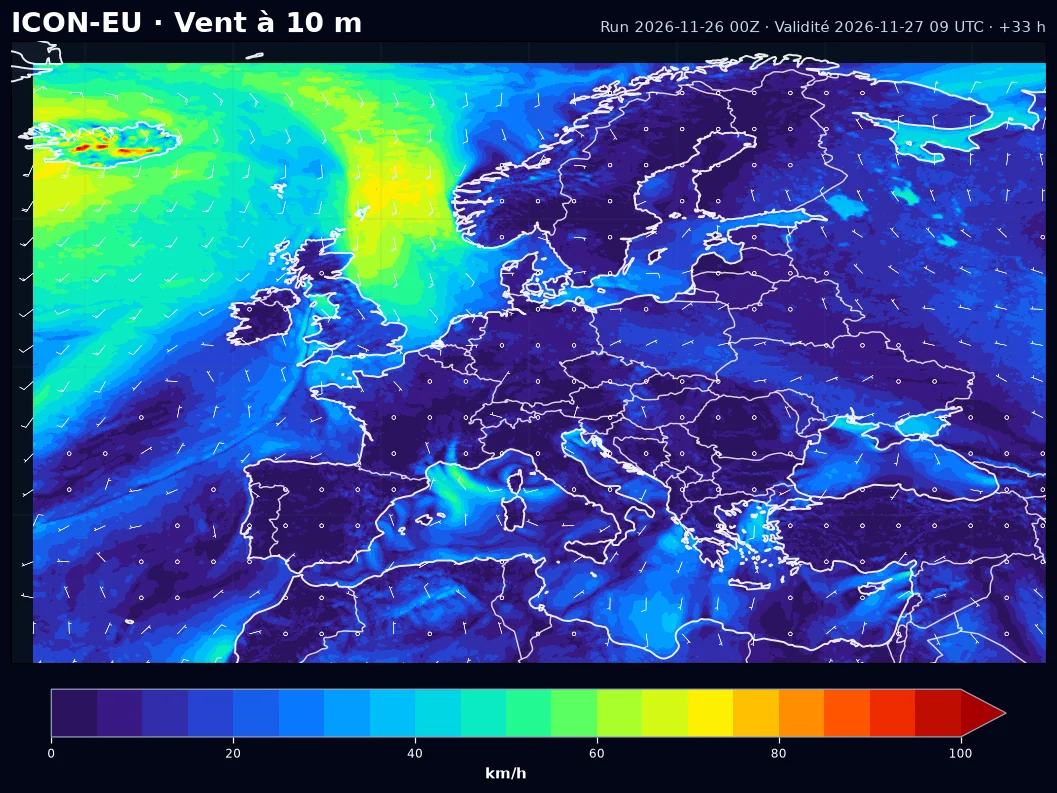 ICON-EU · Vent à 10 m
Run 2026-11-26 00Z · Validité 2026-11-27 09 UTC · +33 h
0 20 40 60 80 100
km/h